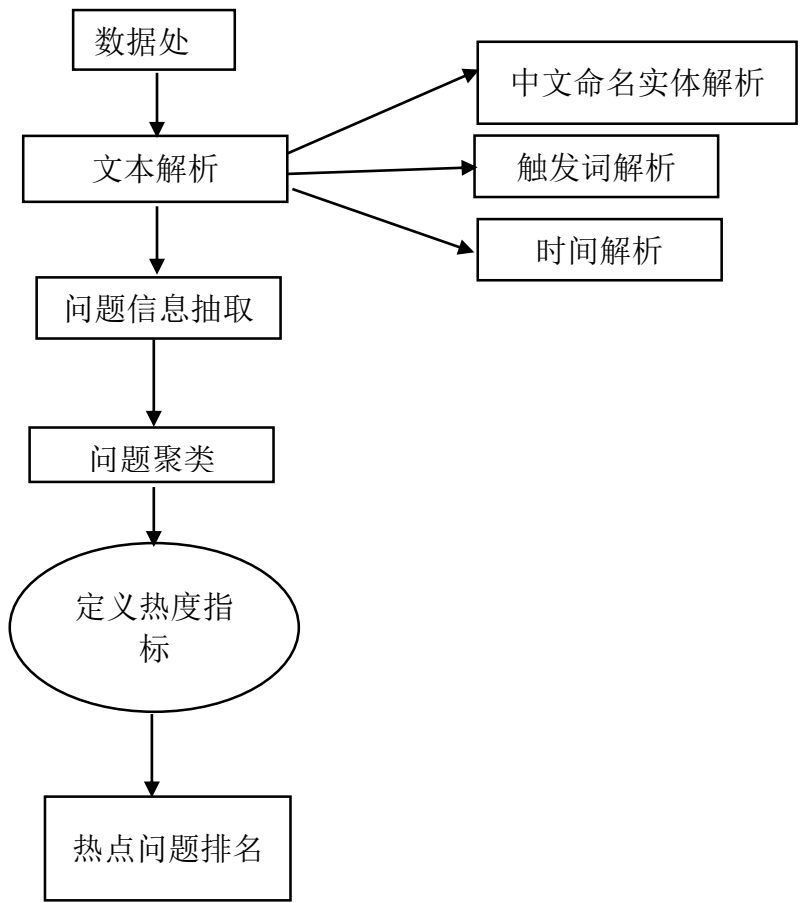 数据处
中文命名实体解析
文本解析
触发词解析
时间解析
问题信息抽取
问题聚类
定义热度指
标
热点问题排名